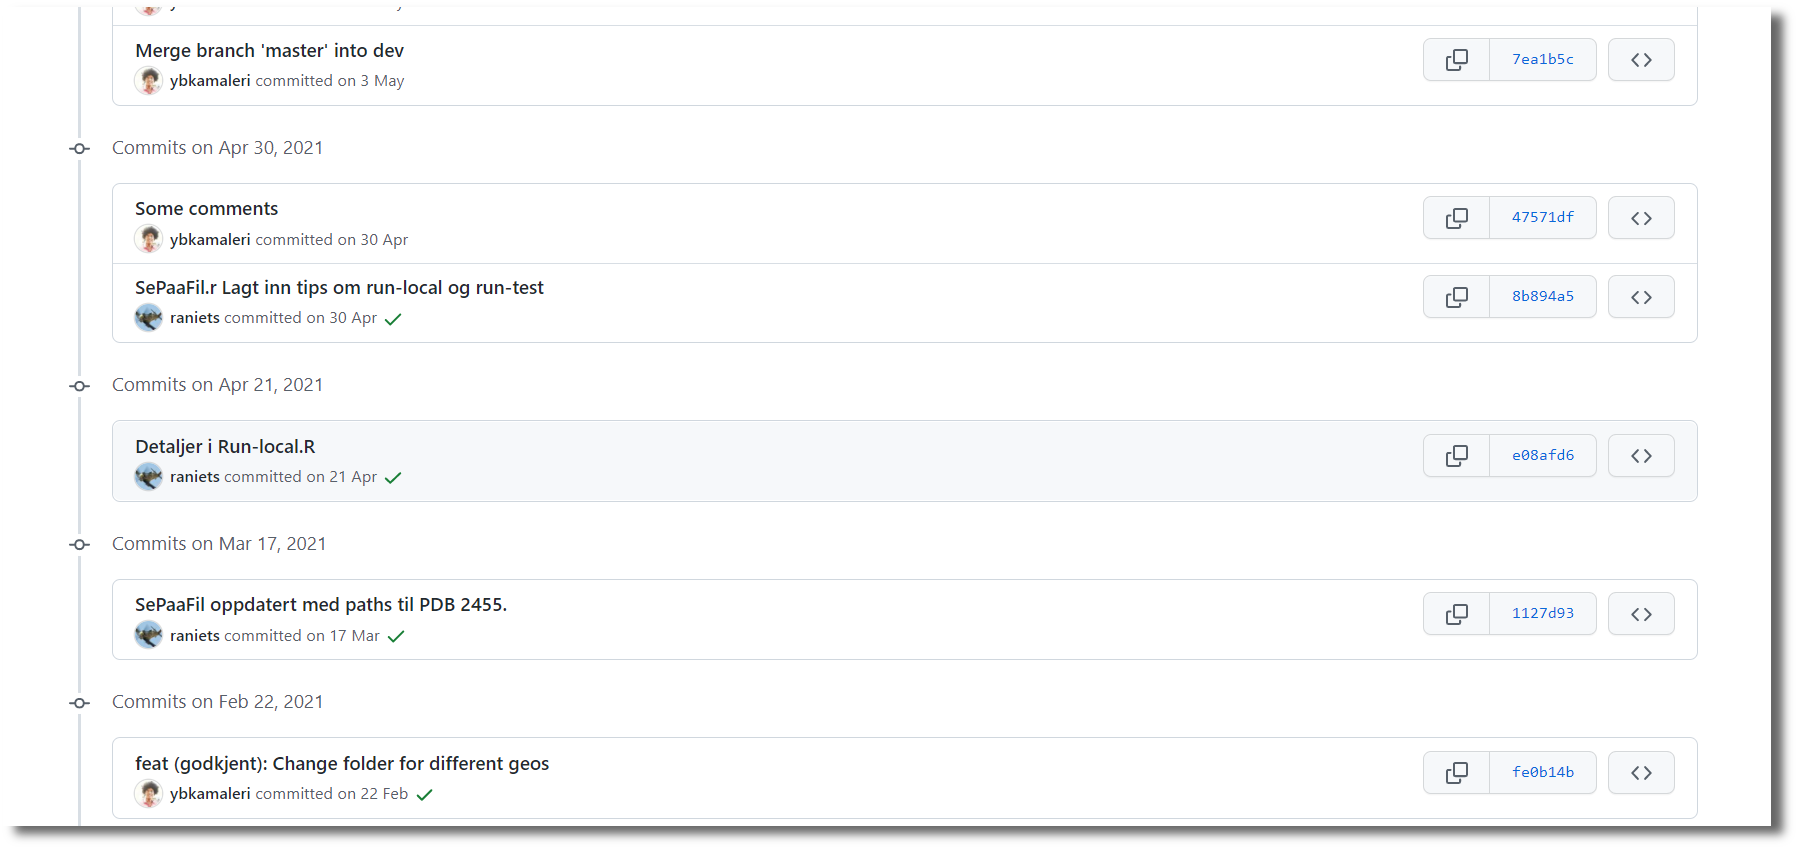 Merge branch 'master' into dev
7ea1b5c
ybkamaleri committed on 3 May
Commits on Apr 30, 2021
Some comments
47571df
ybkamaleri committed on 30 Apr
SePaaFil.r Lagt inn tips om run-local og run-test
8b894a5
raniets committed on 30 Apr
Commits on Apr 21, 2021
Detaljer i Run-local.R
e08afd6
raniets committed on 21 Apr
Commits on Mar 17, 2021
SePaaFil oppdatert med paths til PDB 2455.
1127d93
raniets committed on 17 Mar
Commits on Feb 22, 2021
feat (godkjent): Change folder for different geos
fe0b14b
ybkamaleri committed on 22 Feb